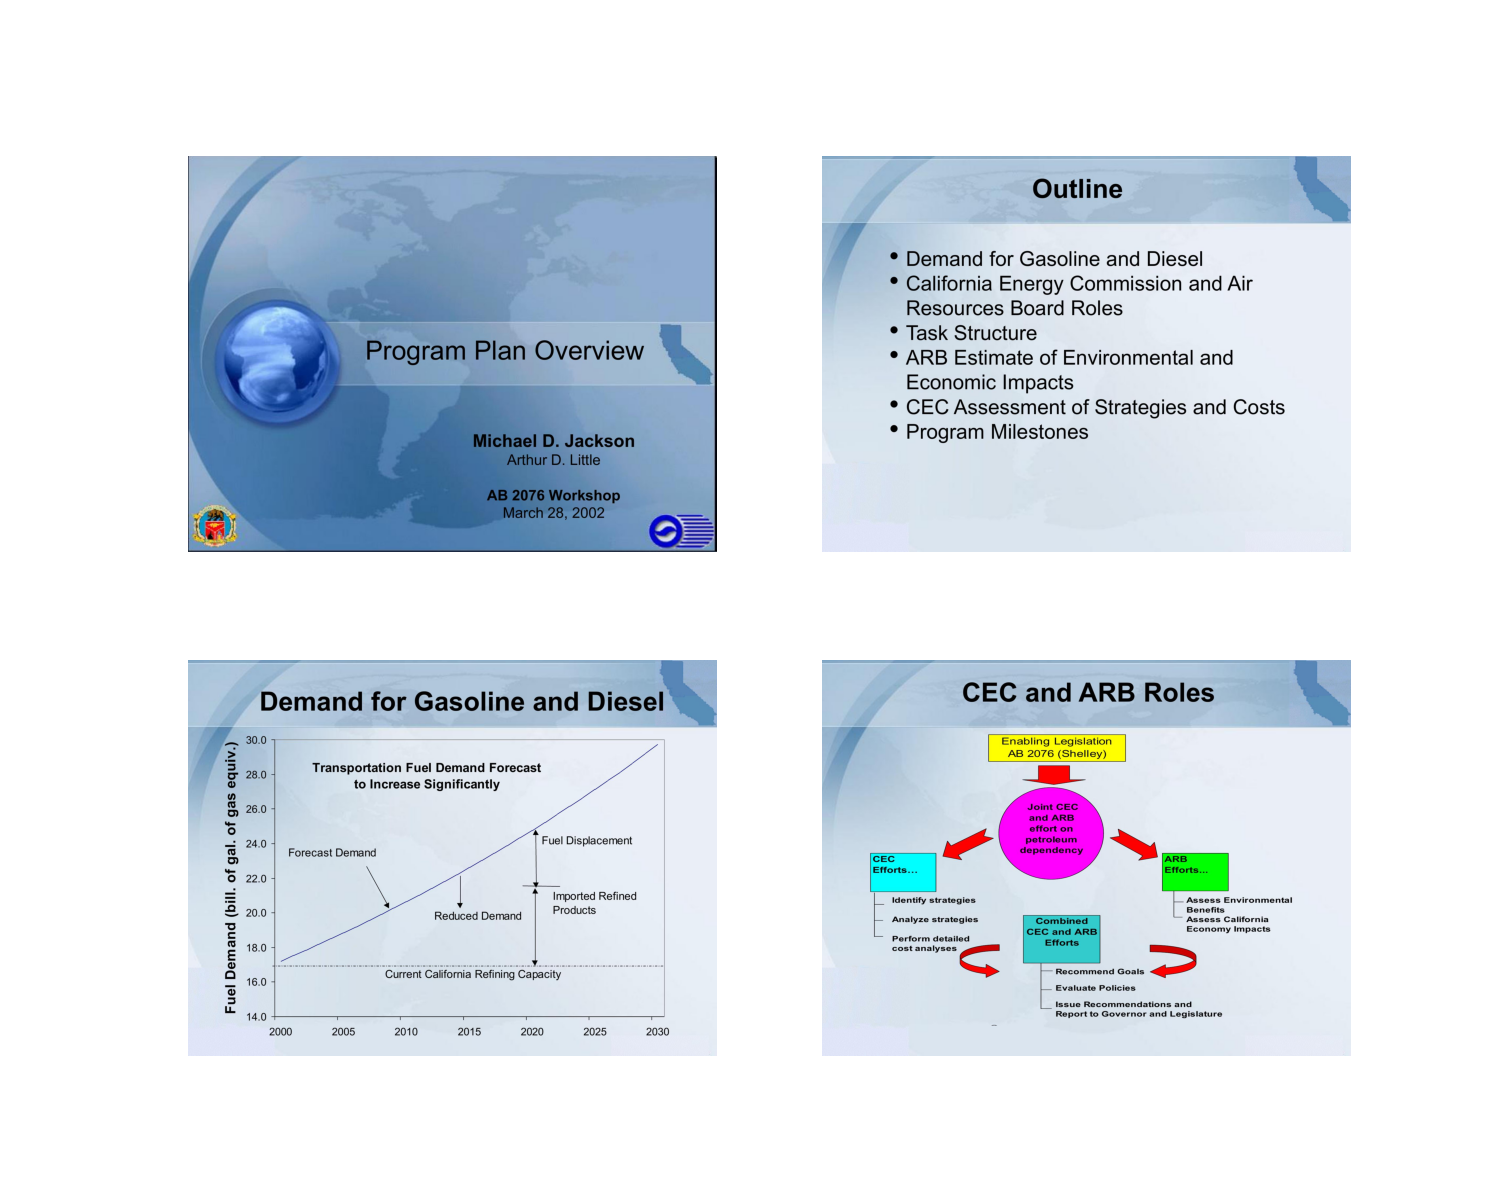 Program Plan Overview
Michael D. Jackson
Arthur D. Little
AB 2076 Workshop
March 28, 2002
Outline
• Demand for Gasoline and Diesel
• California Energy Commission and Air
Resources Board Roles
• Task Structure
• ARB Estimate of Environmental and
Economic Impacts
• CEC Assessment of Strategies and Costs
• Program Milestones
Demand for Gasoline and Diesel
Fuel Demand (bill. of gal. of gas equiv.)
30.0
28.0
26.0
24.0
22.0
20.0
18.0
16.0
14.0
Transportation Fuel Demand Forecast
to Increase Significantly
Forecast Demand
Fuel Displacement
Imported Refined
Products
Reduced Demand
Current California Refining Capacity
2000 2005 2010 2015 2020 2025 2030
CEC and ARB Roles
Enabling Legislation
AB 2076 (Shelley)
Joint CEC
and ARB
effort on
petroleum
dependency
CEC
Efforts…
Identify strategies
Analyze strategies
Perform detailed
cost analyses
ARB
Efforts...
Assess Environmental
Benefits
Assess California
Economy Impacts
Combined
CEC and ARB
Efforts
Recommend Goals
Evaluate Policies
Issue Recommendations and
Report to Governor and Legislature